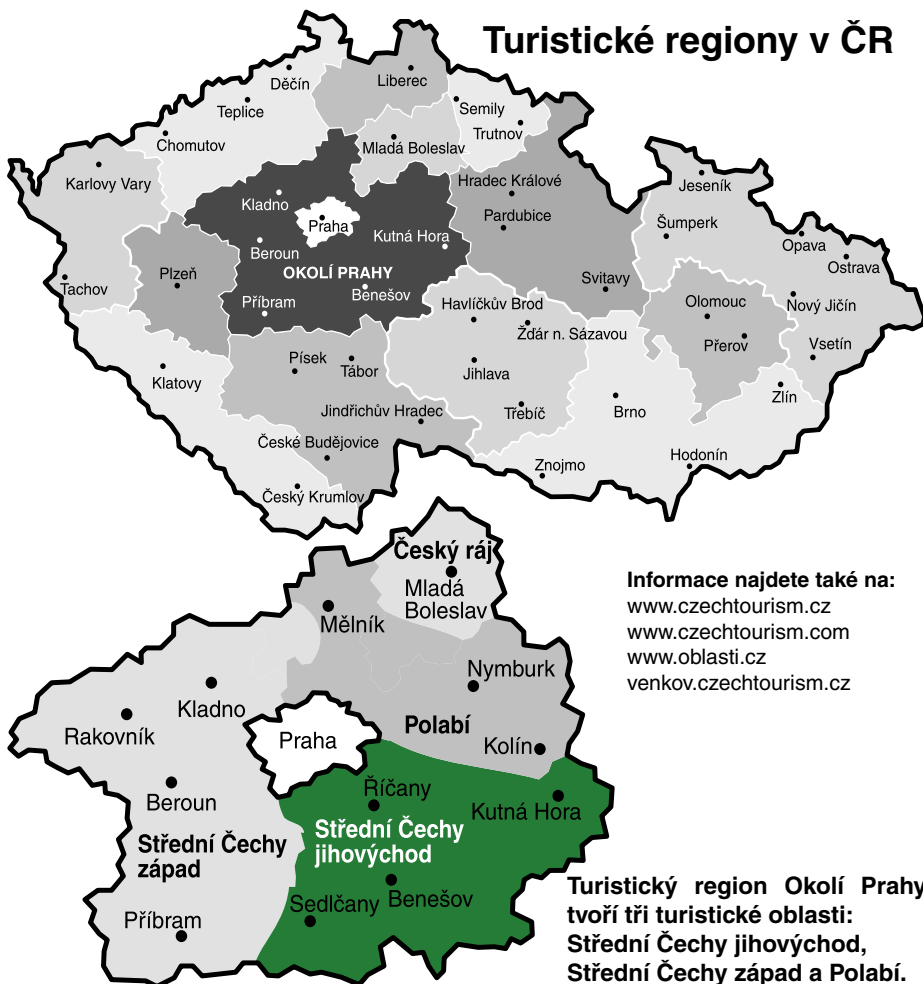 Turistické regiony v ČR
Děčín
Liberec
Teplice
Semily
Trutnov
Chomutov
Mladá Boleslav
Karlovy Vary
Kladno
Hradec Králové
Jeseník
Praha
Pardubice
Šumperk
Beroun
Kutná Hora
Opava
Ostrava
Plzeň
OKOLÍ PRAHY
Tachov
Benešov
Svitavy
Příbram
Havlíčkův Brod
Olomouc
Nový Jičín
Žďár n. Sázavou
Přerov
Vsetín
Písek
Tábor
Jihlava
Klatovy
Zlín
Jindřichův Hradec
Třebíč
Brno
České Budějovice
Znojmo
Hodonín
Český Krumlov
Český ráj
Mladá
Boleslav
Mělník
Informace najdete také na:
www.czechtourism.cz
www.czechtourism.com
www.oblasti.cz
venkov.czechtourism.cz
Nymburk
Kladno
Rakovník
Polabí
Praha
Kolín
Beroun
Říčany
Kutná Hora
Střední Čechy
jihovýchod
Střední Čechy
západ
Benešov
Sedlčany
Příbram
Turistický region Okolí Prahy
tvoří tři turistické oblasti:
Střední Čechy jihovýchod,
Střední Čechy západ a Polabí.